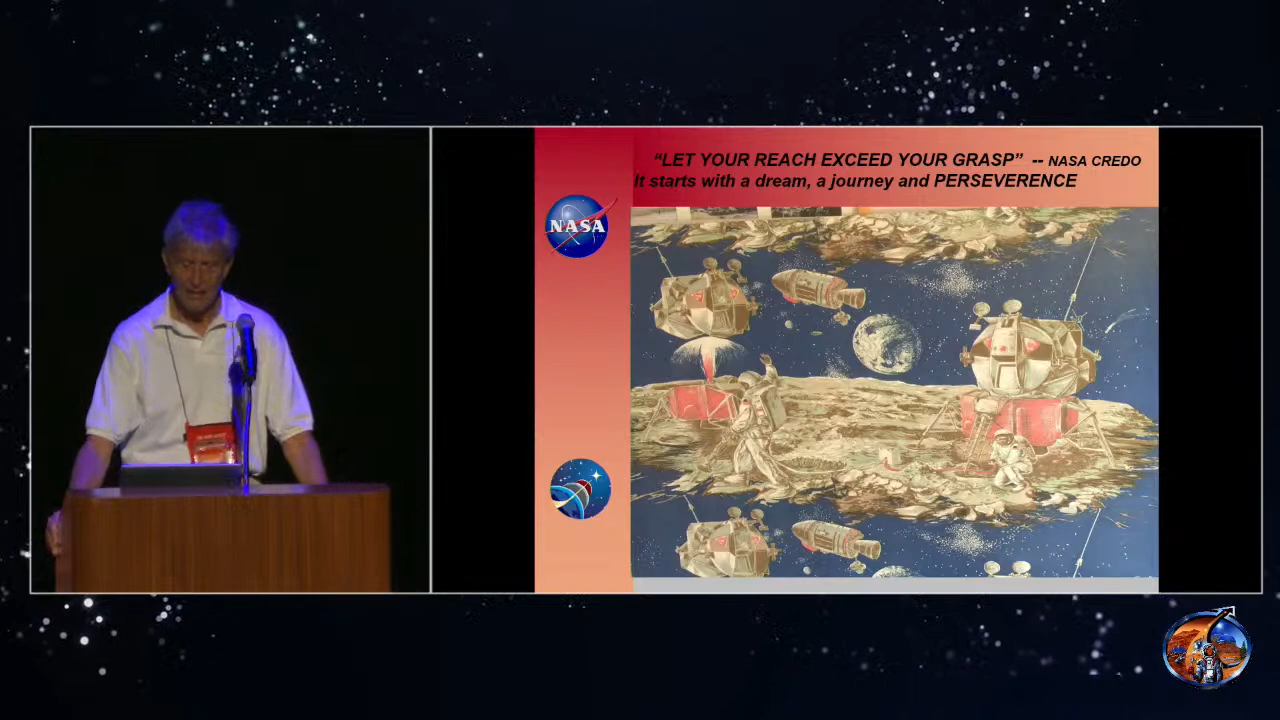 “LET YOUR REACH EXCEED YOUR GRASP” -- NASA CREDO
It starts with a dream, a journey and PERSEVERENCE
NASA